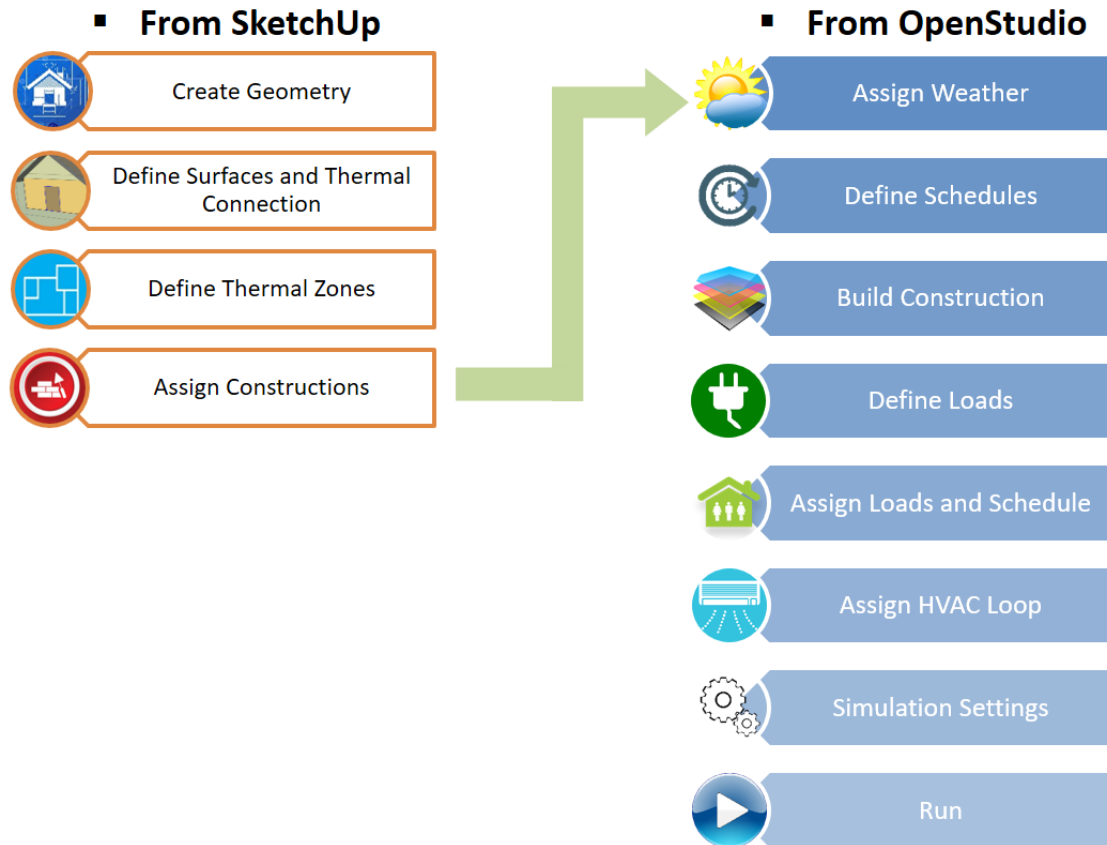 ▪ From SketchUp
Create Geometry
Define Surfaces and Thermal
Connection
Define Thermal Zones
Assign Constructions
▪ From OpenStudio
Assign Weather
Define Schedules
Build Construction
Define Loads
Assign Loads and Schedule
Assign HVAC Loop
Simulation Settings
Run